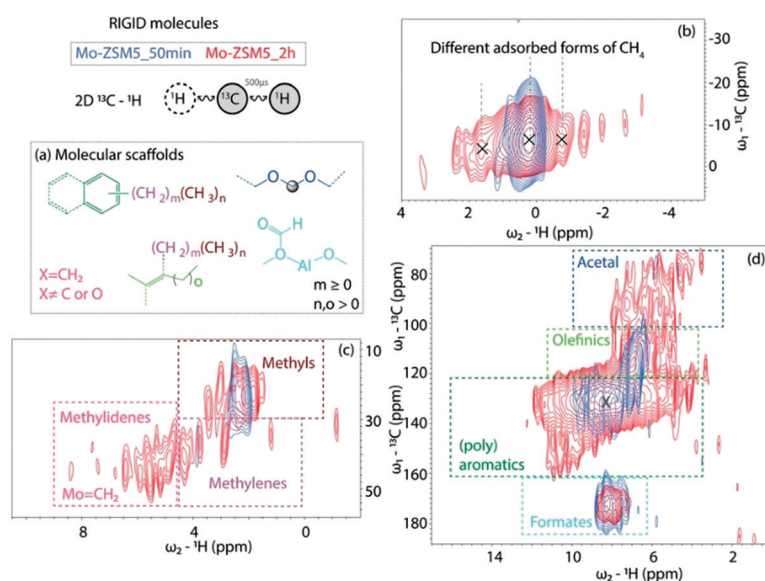 RIGID molecules
Mo-ZSM5_50min Mo-ZSM5_2h
2D ¹³C - ¹H
¹H
¹³C
500µs
¹H
(a) Molecular scaffolds
(CH₂)m(CH₃)n
O O
(CH₂)m(CH₃)n
O H
O Al O
X=CH₂
X≠ C or O
o
m ≥ 0
n,o > 0
(b)
Different adsorbed forms of CH₄
-30
-20
-10
0
ω₁ - ¹³C (ppm)
4 2 0 -2 -4
ω₂ - ¹H (ppm)
(c)
Methyls
Methylidenes
Mo=CH₂
Methylenes
10
30
50
8 4 0
ω₂ - ¹H (ppm)
ω₁ - ¹³C (ppm)
(d)
Acetal
Olefinics
(poly)
aromatics
Formates
80
100
120
140
160
180
ω₁ - ¹³C (ppm)
14 10 6 2
ω₂ - ¹H (ppm)